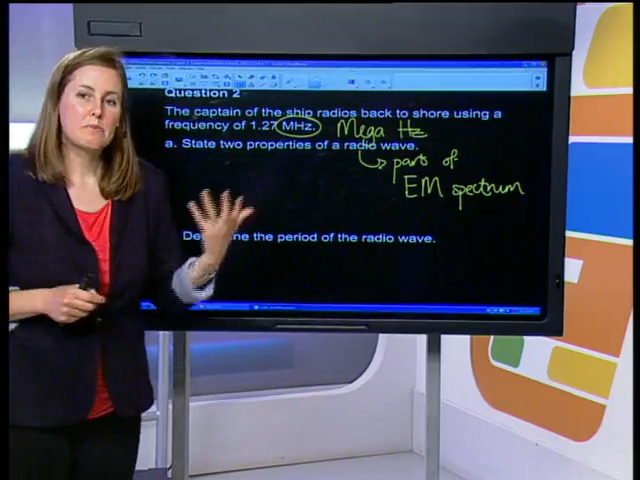 Question 2
The captain of the ship radios back to shore using a
frequency of 1.27 MHz. Mega Hz
a. State two properties of a radio wave.
parts of
EM spectrum
the period of the radio wave.